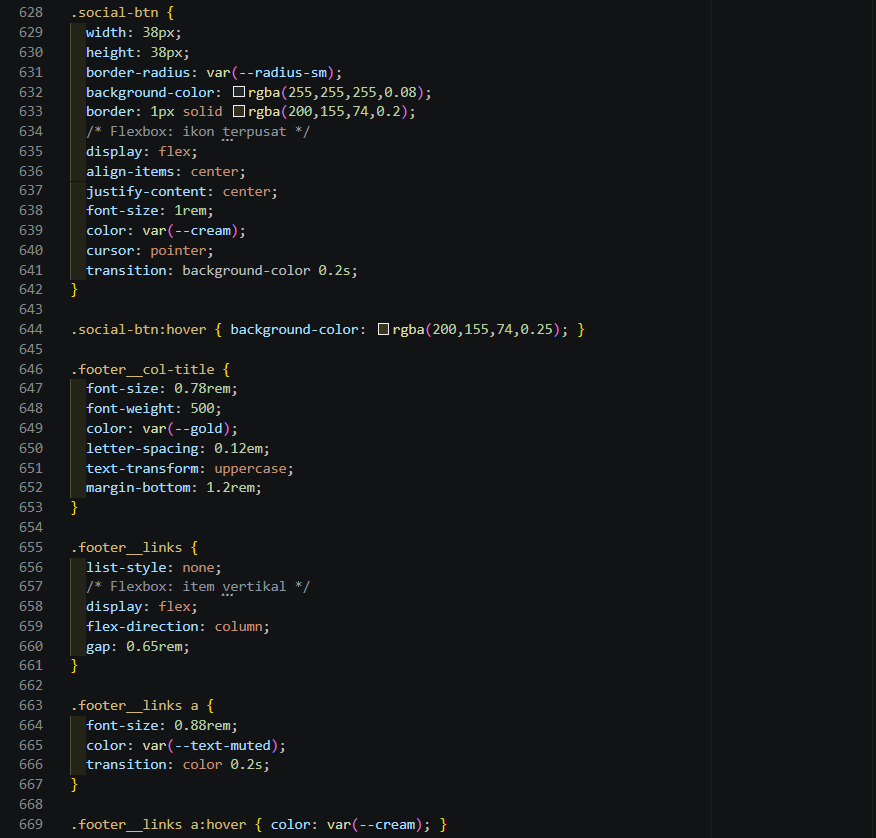 628 .social-btn {
629 width: 38px;
630 height: 38px;
631 border-radius: var(--radius-sm);
632 background-color: rgba(255,255,255,0.08);
633 border: 1px solid rgba(200,155,74,0.2);
634 /* Flexbox: ikon terpusat */
635 display: flex;
636 align-items: center;
637 justify-content: center;
638 font-size: 1rem;
639 color: var(--cream);
640 cursor: pointer;
641 transition: background-color 0.2s;
642 }
643
644 .social-btn:hover { background-color: rgba(200,155,74,0.25); }
645
646 .footer__col-title {
647 font-size: 0.78rem;
648 font-weight: 500;
649 color: var(--gold);
650 letter-spacing: 0.12em;
651 text-transform: uppercase;
652 margin-bottom: 1.2rem;
653 }
654
655 .footer__links {
656 list-style: none;
657 /* Flexbox: item vertikal */
658 display: flex;
659 flex-direction: column;
660 gap: 0.65rem;
661 }
662
663 .footer__links a {
664 font-size: 0.88rem;
665 color: var(--text-muted);
666 transition: color 0.2s;
667 }
668
669 .footer__links a:hover { color: var(--cream); }